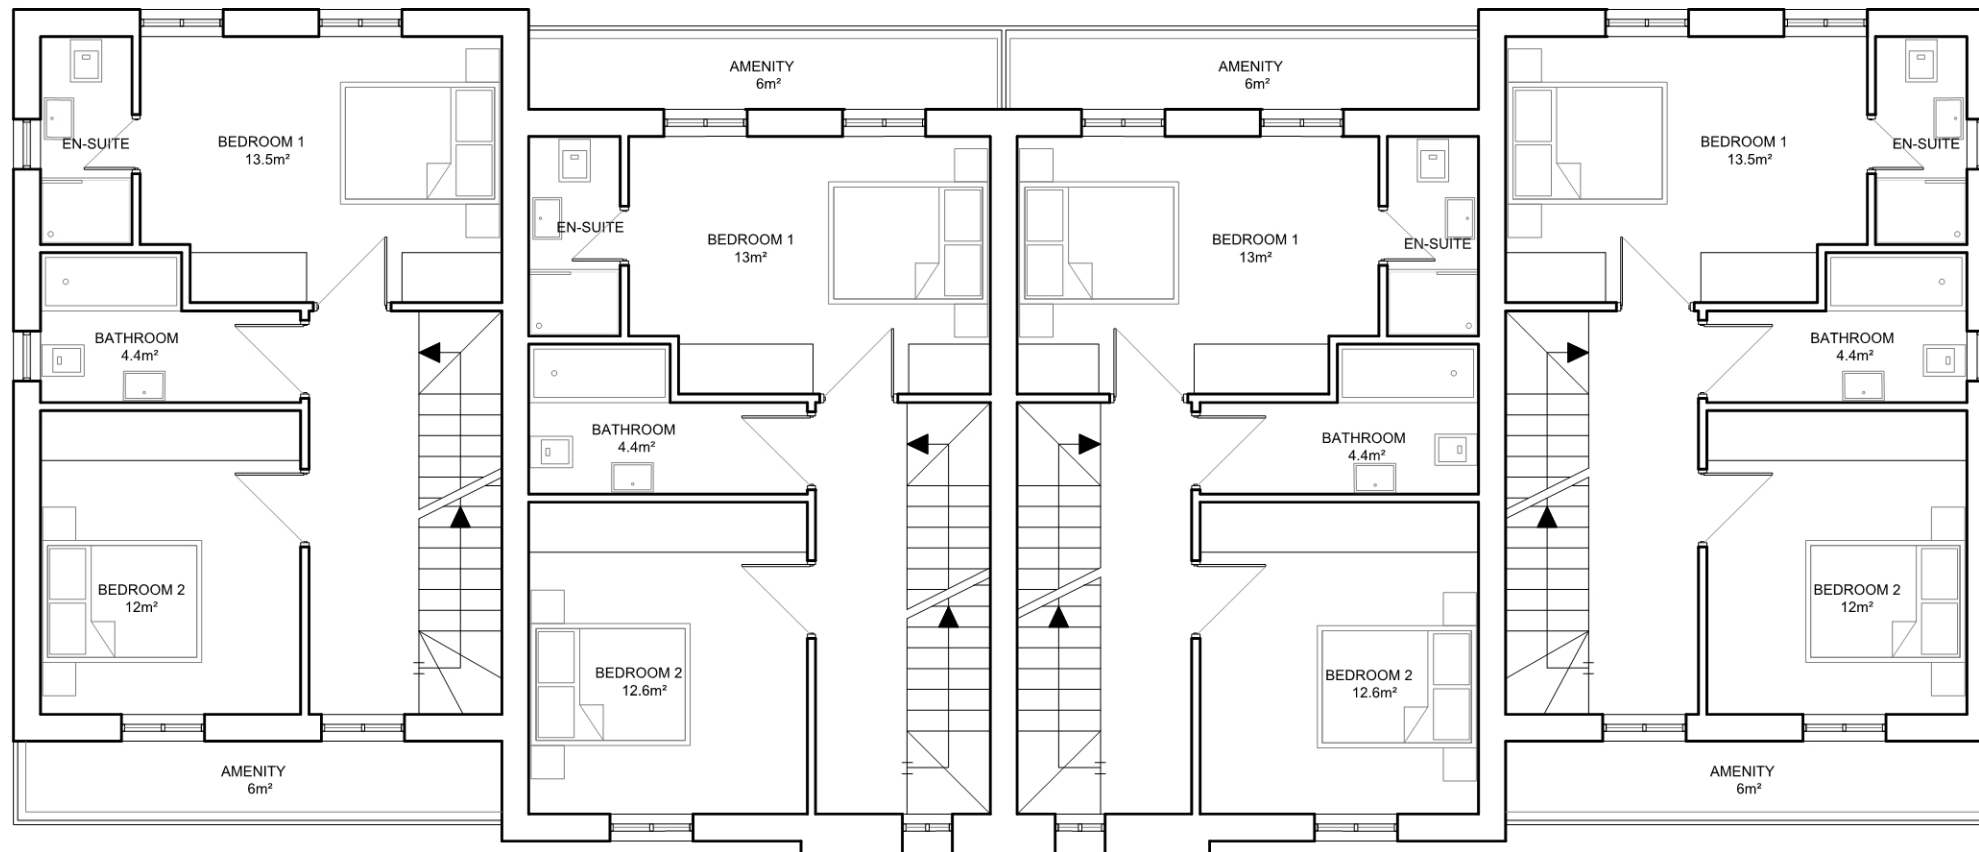 AMENITY
6m²
AMENITY
6m²
EN-SUITE
BEDROOM 1
13.5m²
BEDROOM 1
13.5m²
EN-SUITE
EN-SUITE
BEDROOM 1
13m²
BEDROOM 1
13m²
EN-SUITE
BATHROOM
4.4m²
BATHROOM
4.4m²
BATHROOM
4.4m²
BATHROOM
4.4m²
BEDROOM 2
12m²
BEDROOM 2
12m²
BEDROOM 2
12.6m²
BEDROOM 2
12.6m²
AMENITY
6m²
AMENITY
6m²